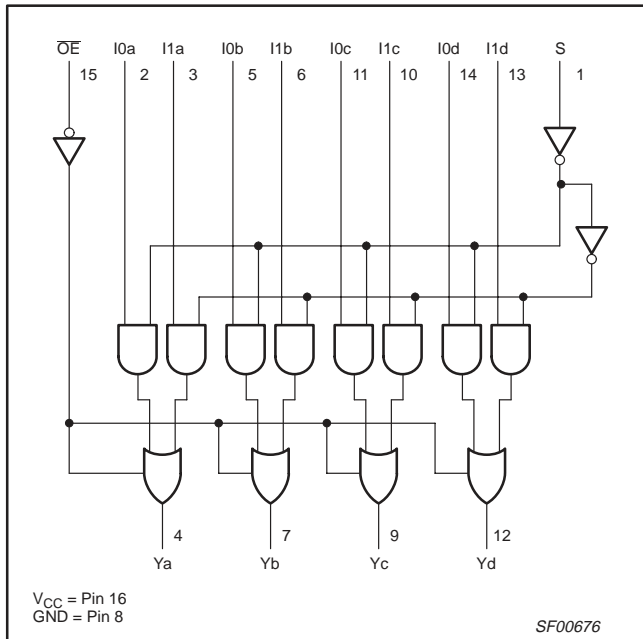 OE I0a I1a I0b I1b I0c I1c I0d I1d S
15 2 3 5 6 11 10 14 13 1
4 7 9 12
Ya Yb Yc Yd
VCC = Pin 16
GND = Pin 8
SF00676